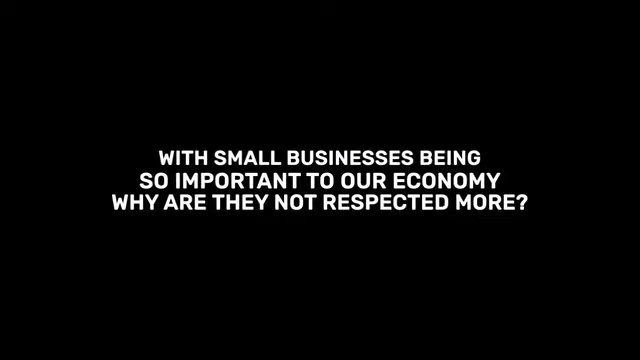 WITH SMALL BUSINESSES BEING
SO IMPORTANT TO OUR ECONOMY
WHY ARE THEY NOT RESPECTED MORE?